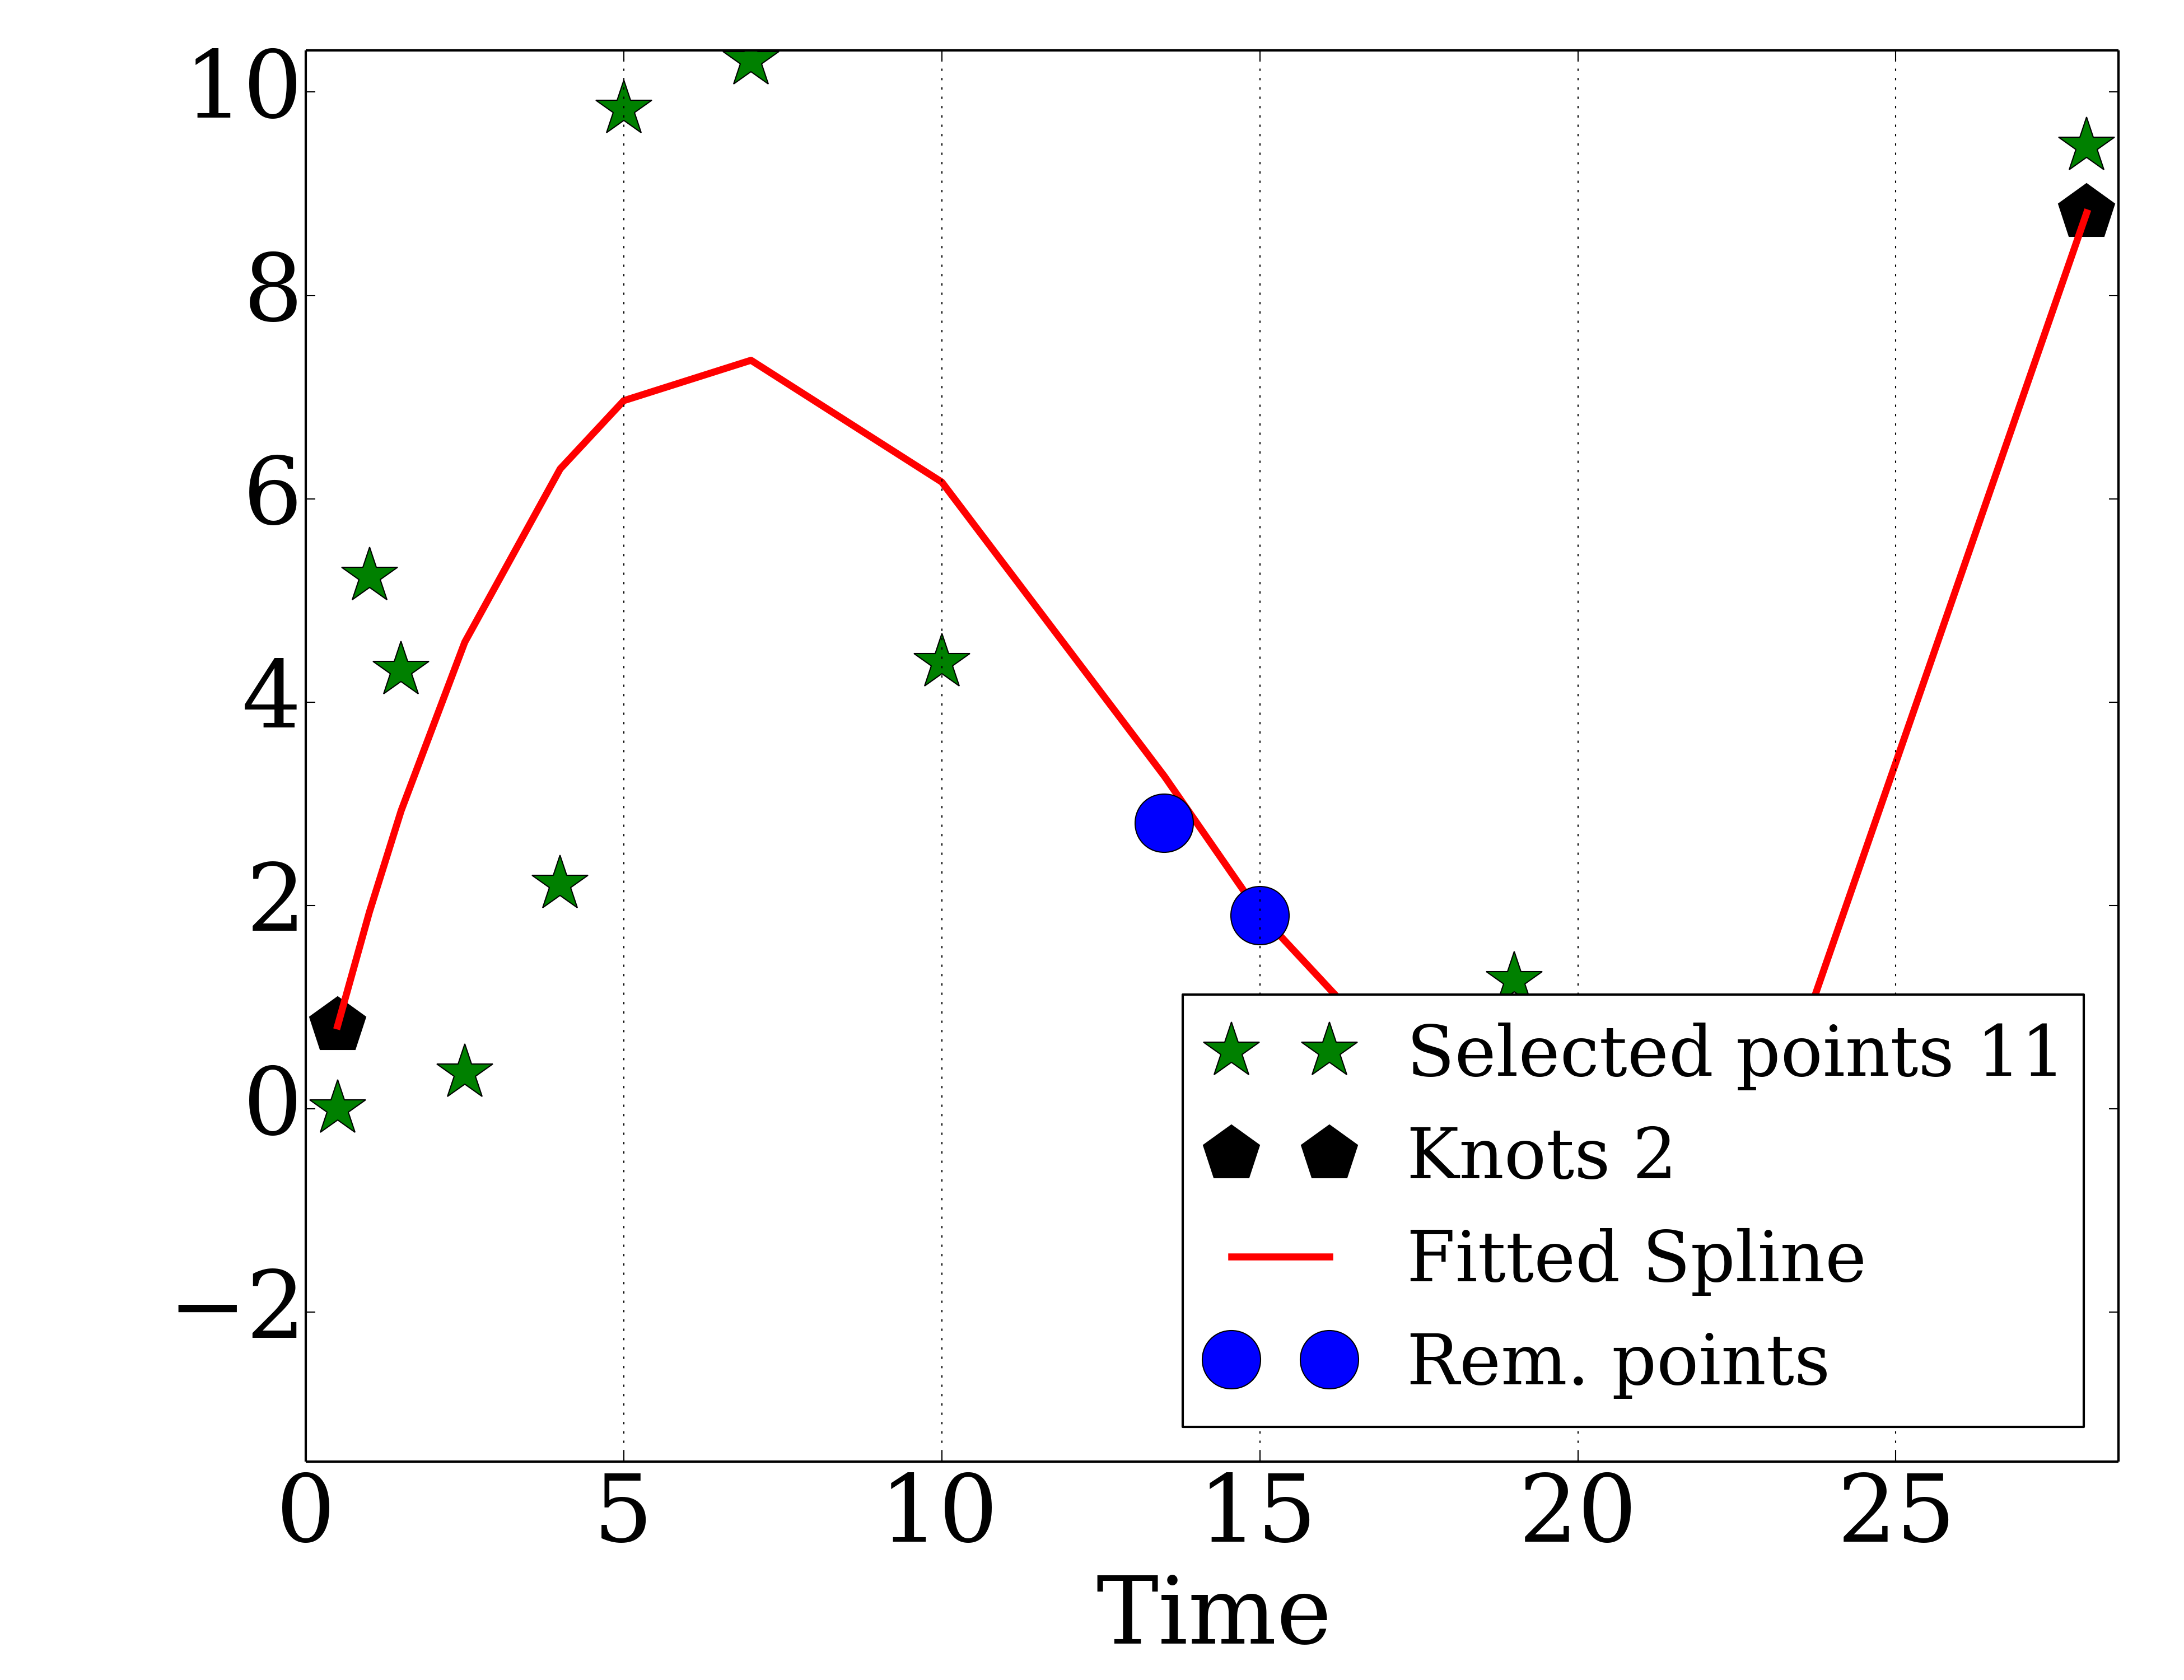 10
8
6
4
2
0
−2
Selected points 11
Knots 2
Fitted Spline
Rem. points
0 5 10 15 20 25
Time